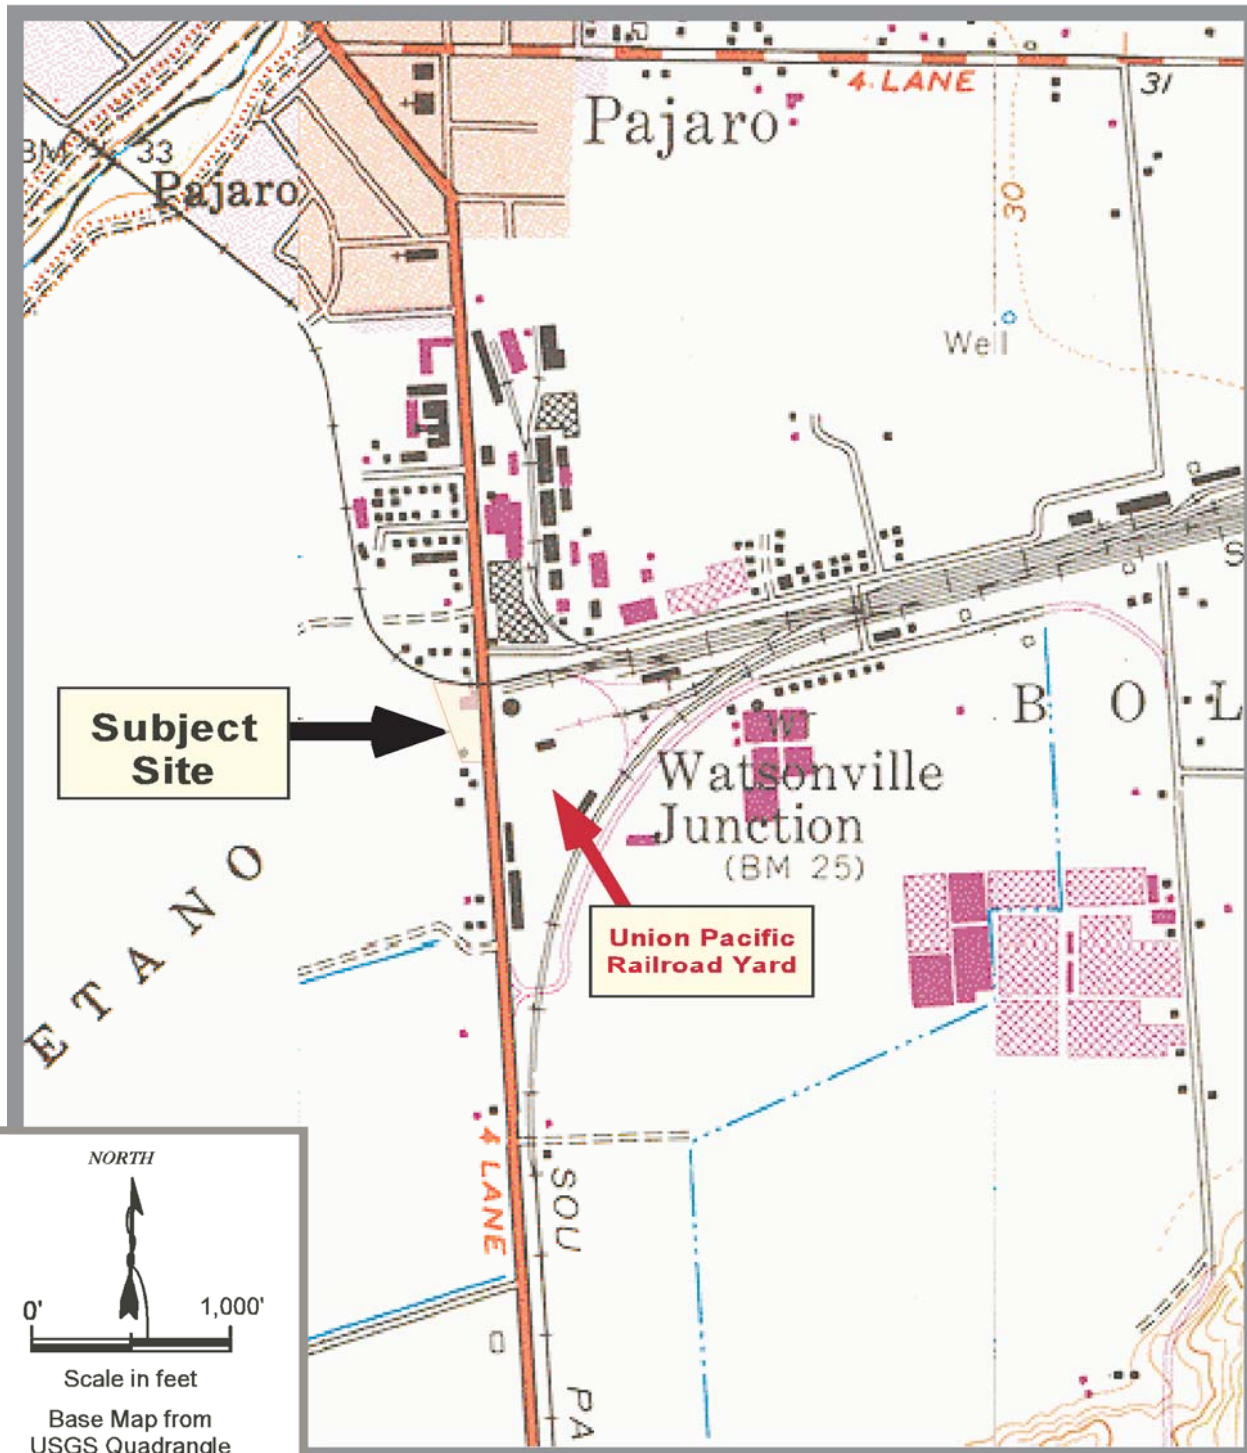 4 LANE
31
Pajaro
BM
33
Pajaro
30
Well
S
Subject
Site
B O L
W
Watsonville
Junction
(BM 25)
Union Pacific
Railroad Yard
E T A N O
4 LANE
SOU
PA
NORTH
0'
1,000'
Scale in feet
Base Map from
USGS Quadrangle